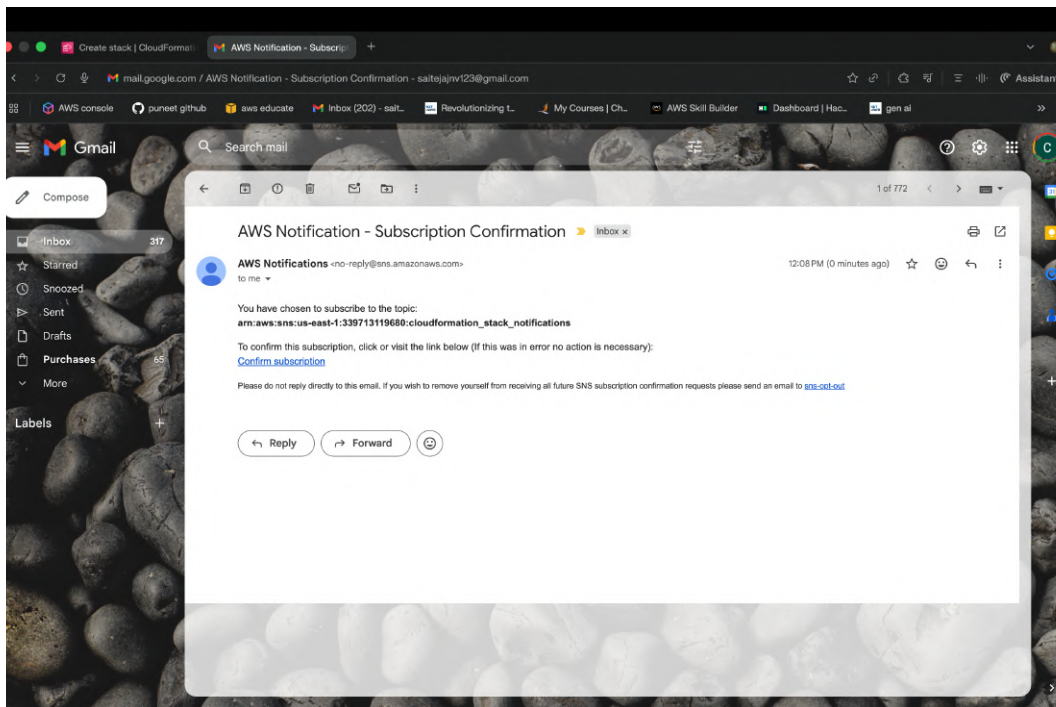 Create stack | CloudFormati
AWS Notification - Subscrip
mail.google.com / AWS Notification - Subscription Confirmation - saitejajnv123@gmail.com
Assistant
AWS console
puneet github
aws educate
Inbox (202) - sait...
Revolutionizing t...
My Courses | Ch...
AWS Skill Builder
Dashboard | Hac...
gen ai
Gmail
Search mail
C
Compose
1 of 772
Inbox 317
Starred
Snoozed
Sent
Drafts
Purchases 65
More
Labels
AWS Notification - Subscription Confirmation
Inbox x
AWS Notifications <no-reply@sns.amazonaws.com>
12:08 PM (0 minutes ago)
to me
You have chosen to subscribe to the topic:
arn:aws:sns:us-east-1:339713119680:cloudformation_stack_notifications
To confirm this subscription, click or visit the link below (If this was in error no action is necessary):
Confirm subscription
Please do not reply directly to this email. If you wish to remove yourself from receiving all future SNS subscription confirmation requests please send an email to sns-opt-out
Reply
Forward